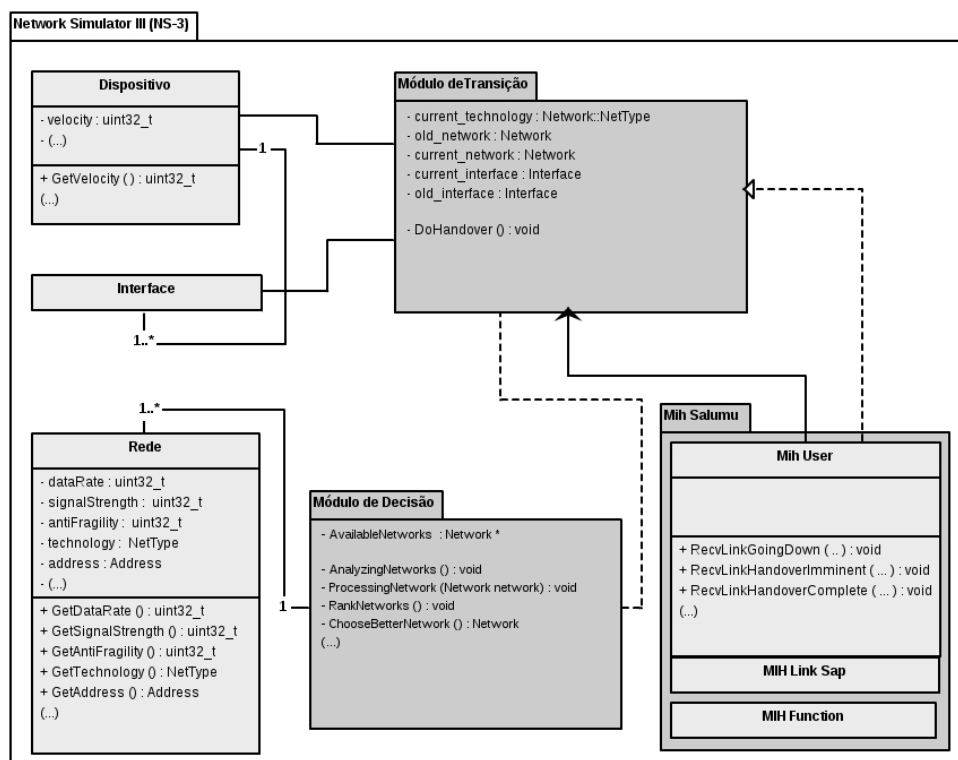 Network Simulator III (NS-3)
Dispositivo
- velocity : uint32_t
- (...)
+ GetVelocity ( ) : uint32_t
(...)
1
Interface
1..*
Módulo deTransição
- current_technology : Network::NetType
- old_network : Network
- current_network : Network
- current_interface : Interface
- old_interface : Interface
- DoHandover () : void
1..*
Rede
- dataRate : uint32_t
- signalStrength : uint32_t
- antiFragility : uint32_t
- technology : NetType
- address : Address
- (...)
+ GetDataRate () : uint32_t
+ GetSignalStrength () : uint32_t
+ GetAntiFragility () : uint32_t
+ GetTechnology () : NetType
+ GetAddress () : Address
(...)
1
Módulo de Decisão
- AvailableNetworks : Network *
- AnalyzingNetworks () : void
- ProcessingNetwork (Network network) : void
- RankNetworks () : void
- ChooseBetterNetwork () : Network
(...)
Mih Salumu
Mih User
+ RecvLinkGoingDown ( .. ) : void
+ RecvLinkHandoverImminent ( ... ) : void
+ RecvLinkHandoverComplete ( ... ) : void
(...)
MIH Link Sap
MIH Function